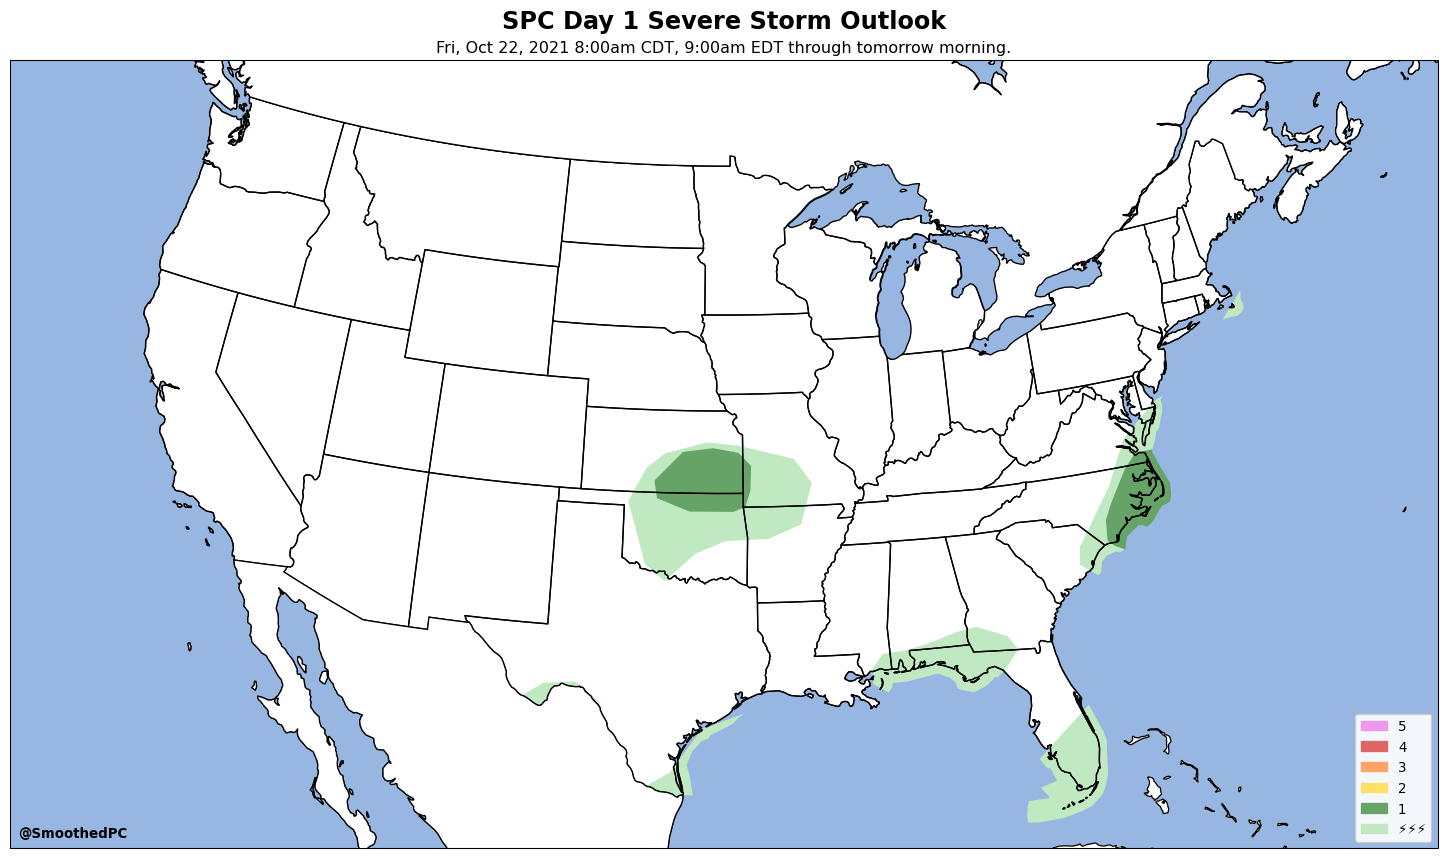 SPC Day 1 Severe Storm Outlook
Fri, Oct 22, 2021 8:00am CDT, 9:00am EDT through tomorrow morning.
5
4
3
2
1
⚡⚡⚡
@SmoothedPC